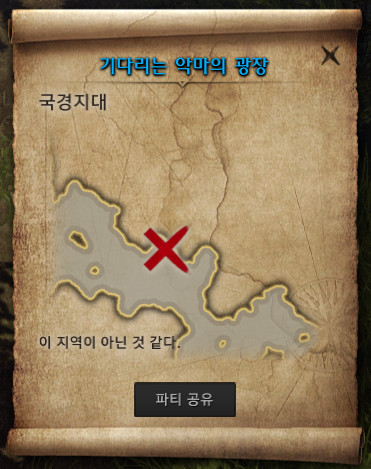 기다리는 악마의 광장
국경지대
이 지역이 아닌 것 같다.
파티 공유